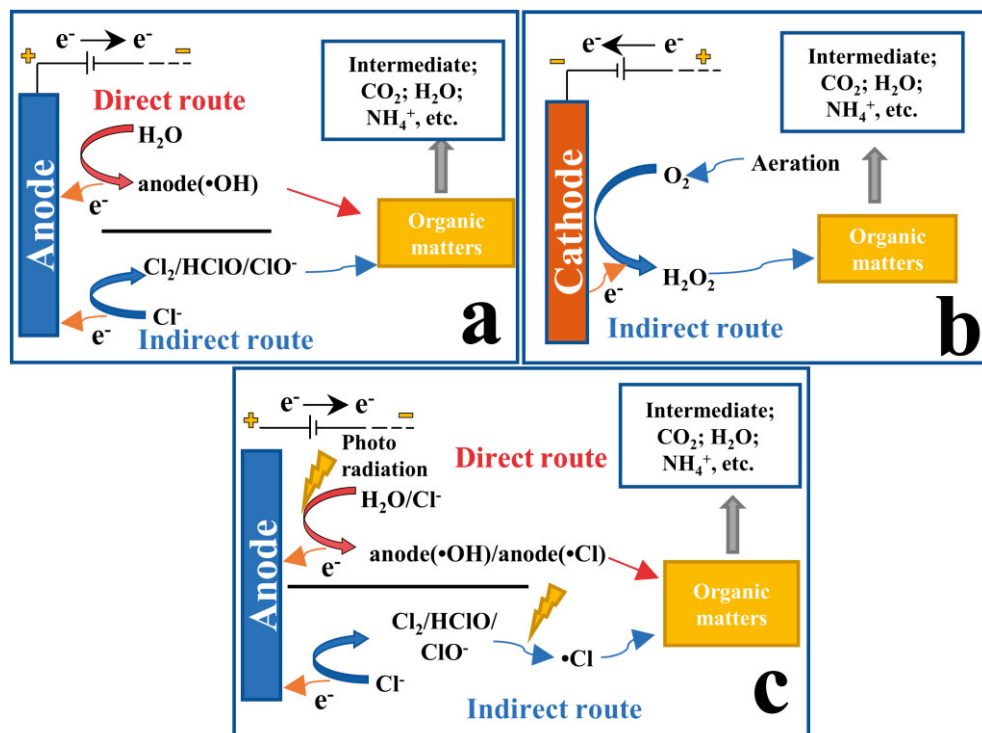 e⁻ e⁻
+ −
Direct route
H₂O
anode(•OH)
e⁻
Anode
Cl₂/HClO/ClO⁻
Cl⁻
e⁻
Indirect route
Intermediate;
CO₂; H₂O;
NH₄⁺, etc.
Organic
matters
a
e⁻ e⁻
− +
Cathode
O₂
Aeration
H₂O₂
e⁻
Indirect route
Intermediate;
CO₂; H₂O;
NH₄⁺, etc.
Organic
matters
b
e⁻ e⁻
+ −
Photo
radiation
Direct route
H₂O/Cl⁻
anode(•OH)/anode(•Cl)
e⁻
Anode
Cl₂/HClO/
ClO⁻
•Cl
Cl⁻
e⁻
Indirect route
Intermediate;
CO₂; H₂O;
NH₄⁺, etc.
Organic
matters
c